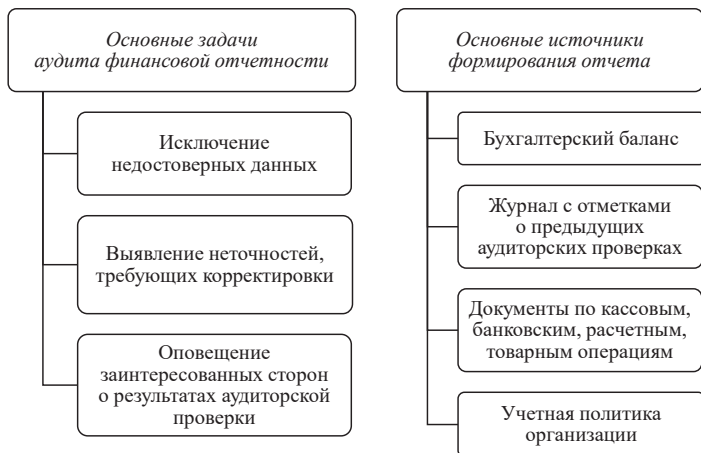 Основные задачи
аудита финансовой отчетности
Исключение
недостоверных данных
Выявление неточностей,
требующих корректировки
Оповещение
заинтересованных сторон
о результатах аудиторской
проверки
Основные источники
формирования отчета
Бухгалтерский баланс
Журнал с отметками
о предыдущих
аудиторских проверках
Документы по кассовым,
банковским, расчетным,
товарным операциям
Учетная политика
организации